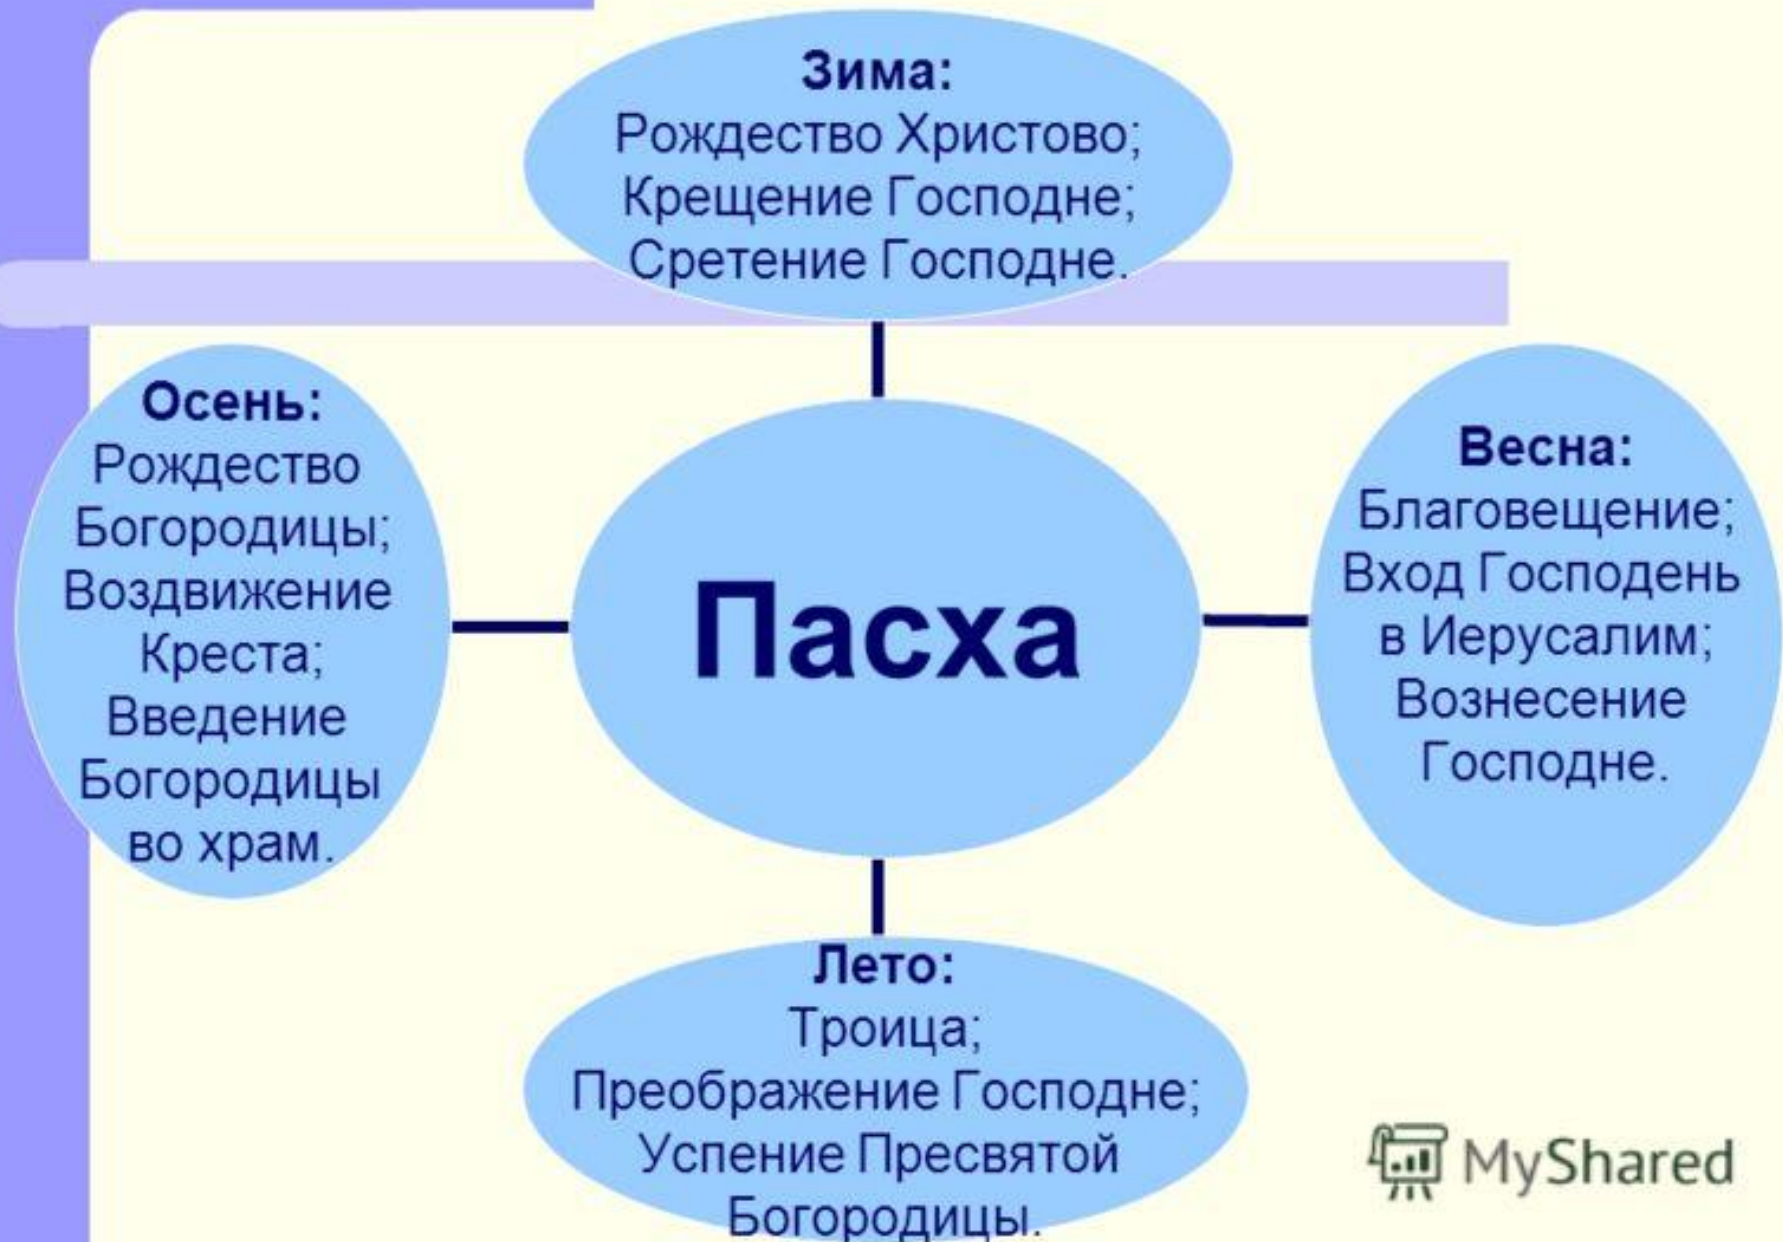 Зима:
Рождество Христово;
Крещение Господне;
Сретение Господне.
Осень:
Рождество
Богородицы;
Воздвижение
Креста;
Введение
Богородицы
во храм.
Пасха
Весна:
Благовещение;
Вход Господень
в Иерусалим;
Вознесение
Господне.
Лето:
Троица;
Преображение Господне;
Успение Пресвятой
Богородицы.
MyShared